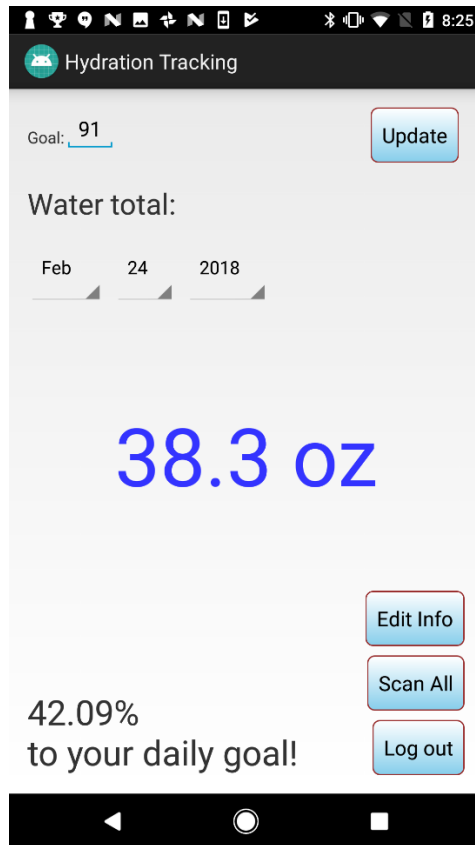 8:25
Hydration Tracking
Goal: 91
Update
Water total:
Feb 24 2018
38.3 oz
Edit Info
Scan All
42.09%
to your daily goal!
Log out